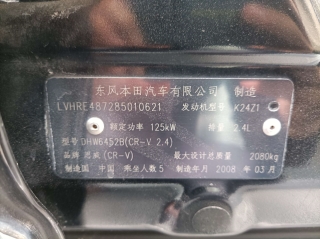 东风本田汽车有限公司 制造
LVHRE487285010621 发动机型号 K24Z1
额定功率 125kW 排量 2.4L
型号 DHW6452B(CR-V 2.4)
品牌 思威(CR-V) 最大设计总质量 2080kg
制造国 中国 乘坐人数 5 制造年月 2008 年 03 月